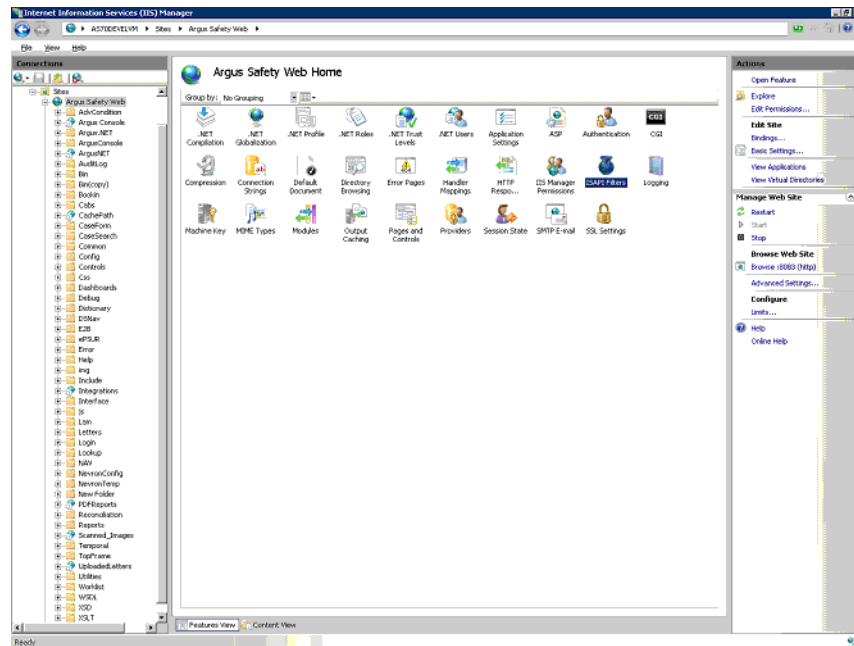 Internet Information Services (IIS) Manager
AS70DEVELVM Sites Argus Safety Web
File View Help
Connections
Sites
Argus Safety Web
AdvCondition
Argus Console
Argus.NET
ArgusConsole
ArgusNET
AuditLog
Bin
Bin(copy)
Bookin
Cabs
CachePath
CaseForm
CaseSearch
Common
Config
Controls
Css
Dashboards
Debug
Dictionary
DSNav
E2B
ePSUR
Error
Help
img
Include
Integrations
Interface
js
Lam
Letters
Login
Lookup
NAV
NevronConfig
NevronTemp
New Folder
PDFReports
Reconciliation
Reports
Scanned_Images
Temporal
TopFrame
UploadedLetters
Utilities
Worklist
WSDL
XSD
XSLT
Argus Safety Web Home
Group by: No Grouping
.NET Compilation
.NET Globalization
.NET Profile
.NET Roles
.NET Trust Levels
.NET Users
Application Settings
ASP
Authentication
CGI
CGI
Compression
Connection Strings
Default Document
Directory Browsing
Error Pages
Handler Mappings
HTTP Respo...
IIS Manager Permissions
ISAPI Filters
Logging
Machine Key
MIME Types
Modules
Output Caching
Pages and Controls
Providers
Session State
SMTP E-mail
SSL Settings
Features View
Content View
Actions
Open Feature
Explore
Edit Permissions...
Edit Site
Bindings...
Basic Settings...
View Applications
View Virtual Directories
Manage Web Site
Restart
Start
Stop
Browse Web Site
Browse :8083 (http)
Advanced Settings...
Configure
Limits...
Help
Online Help
Ready